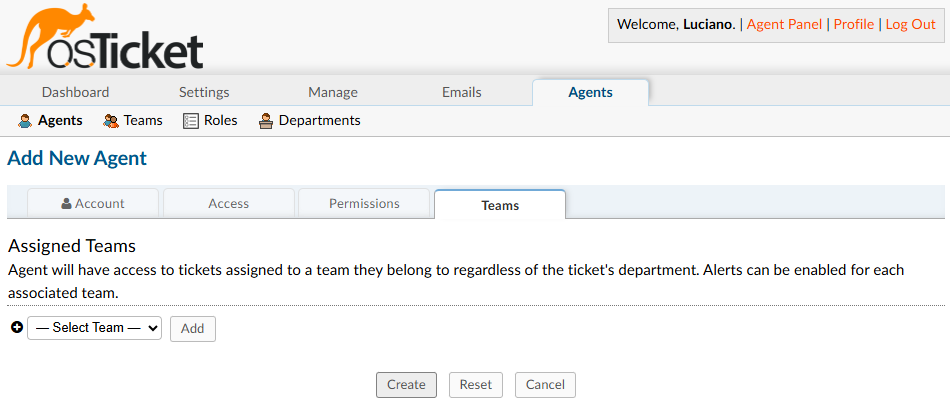 osTicket
Welcome, Luciano. | Agent Panel | Profile | Log Out
Dashboard Settings Manage Emails Agents
Agents Teams Roles Departments
Add New Agent
Account Access Permissions Teams
Assigned Teams
Agent will have access to tickets assigned to a team they belong to regardless of the ticket's department. Alerts can be enabled for each
associated team.
— Select Team — Add
Create Reset Cancel